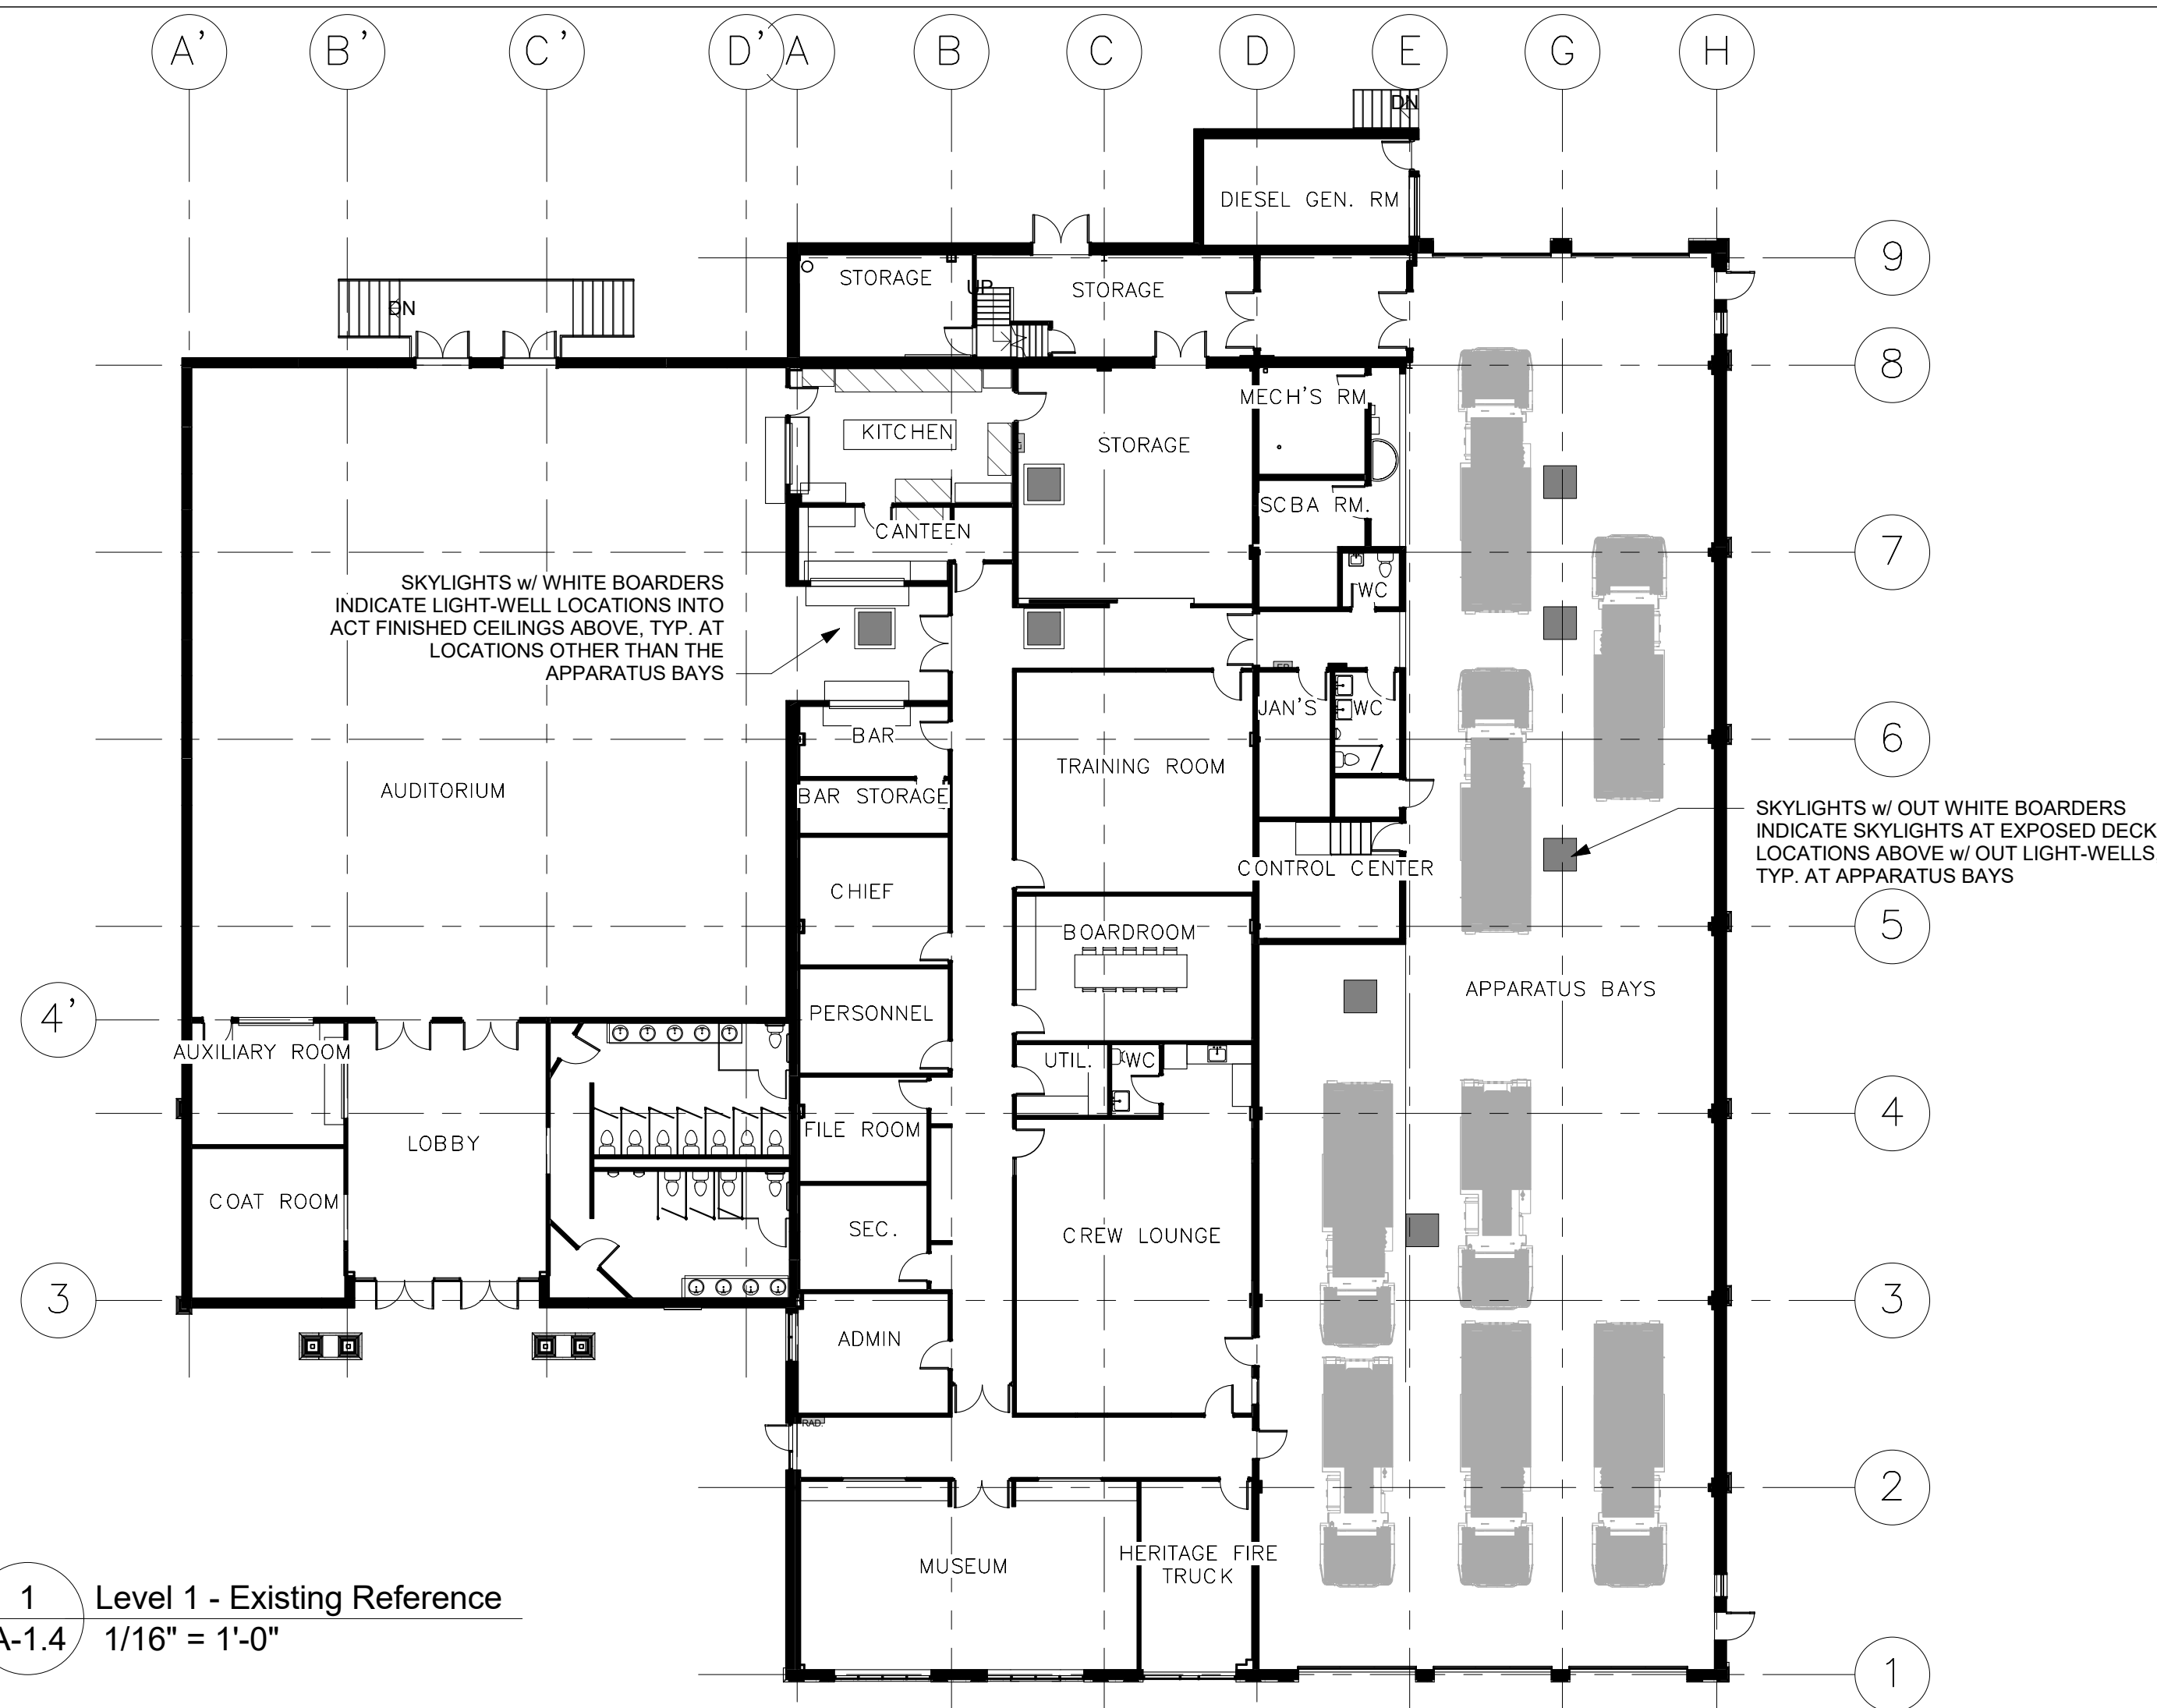 A'
B'
C'
D'
A
B
C
D
E
G
H
DN
DIESEL GEN. RM
9
STORAGE
UP
STORAGE
DN
8
MECH'S RM
KITCHEN
STORAGE
SCBA RM.
CANTEEN
7
SKYLIGHTS w/ WHITE BOARDERS
INDICATE LIGHT-WELL LOCATIONS INTO
ACT FINISHED CEILINGS ABOVE, TYP. AT
LOCATIONS OTHER THAN THE
APPARATUS BAYS
WC
JAN'S
WC
BAR
6
TRAINING ROOM
AUDITORIUM
BAR STORAGE
SKYLIGHTS w/ OUT WHITE BOARDERS
INDICATE SKYLIGHTS AT EXPOSED DECK
LOCATIONS ABOVE w/ OUT LIGHT-WELLS
TYP. AT APPARATUS BAYS
CONTROL CENTER
CHIEF
5
BOARDROOM
APPARATUS BAYS
4'
PERSONNEL
AUXILIARY ROOM
UTIL.
WC
4
FILE ROOM
LOBBY
COAT ROOM
SEC.
CREW LOUNGE
3
3
ADMIN
RAD.
2
HERITAGE FIRE
TRUCK
MUSEUM
1
Level 1 - Existing Reference
A-1.4
1/16" = 1'-0"
1